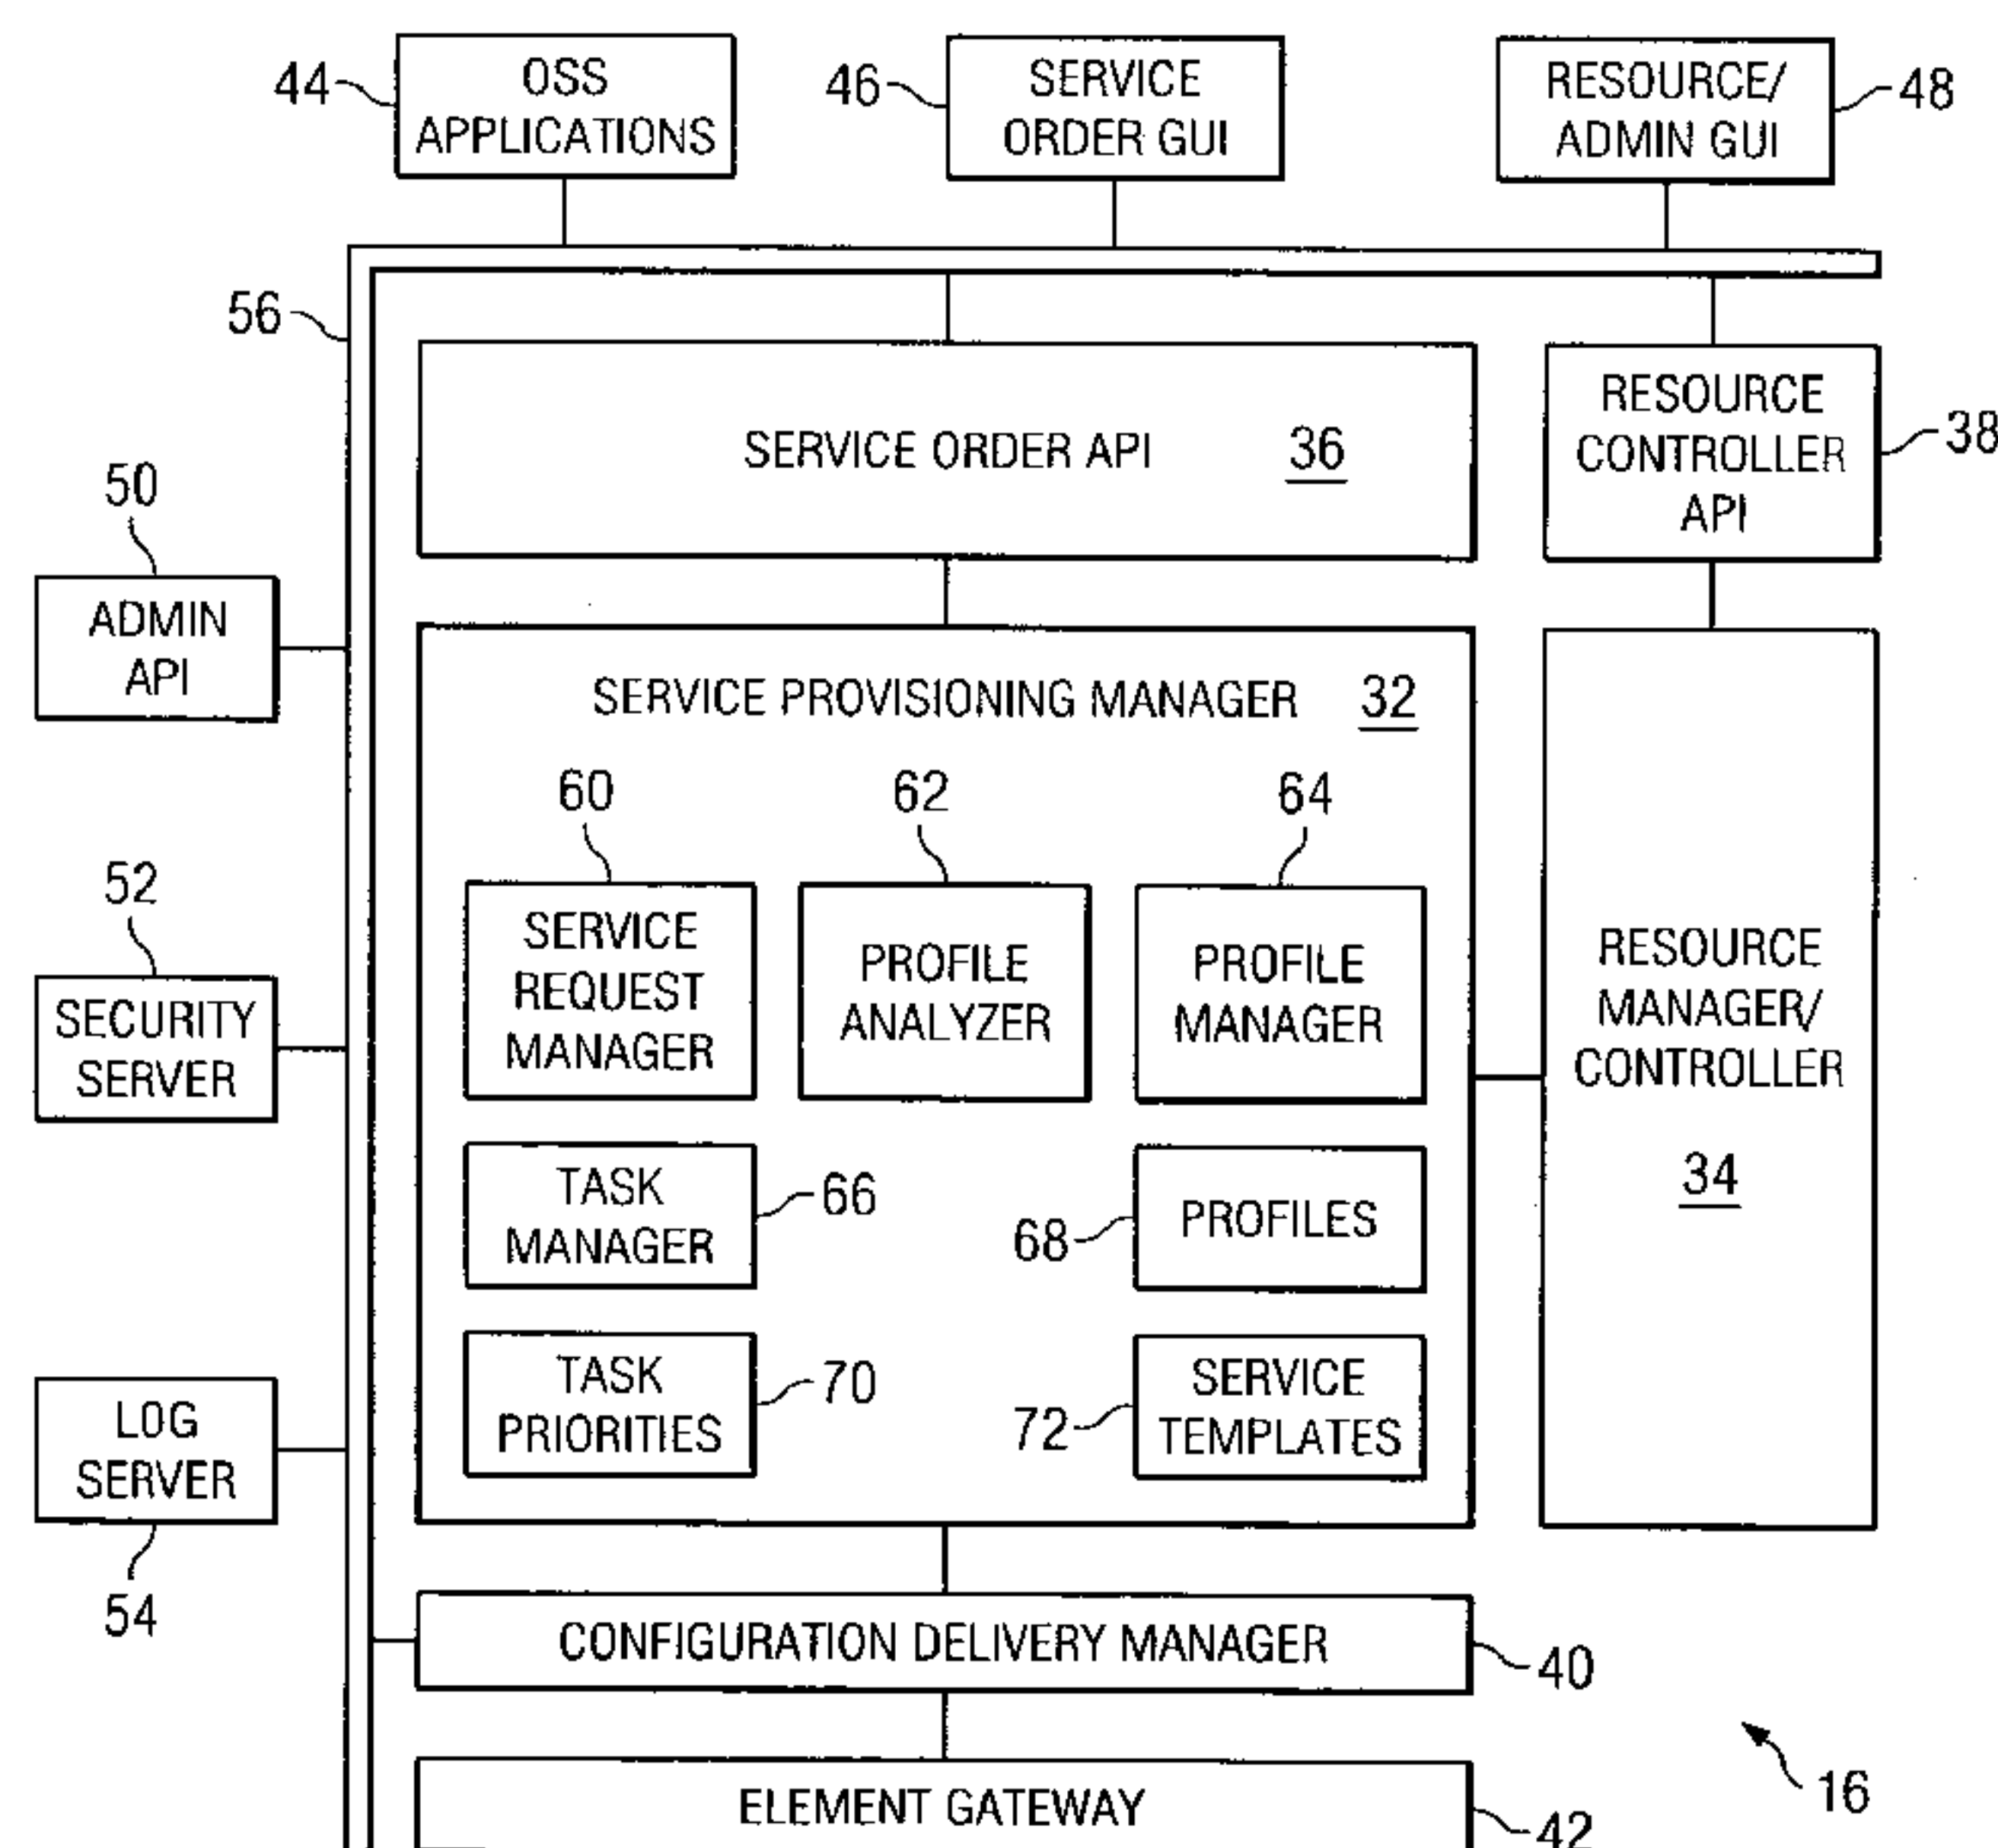 44
OSS
APPLICATIONS
46
SERVICE
ORDER GUI
RESOURCE/
ADMIN GUI
48
56
SERVICE ORDER API 36
RESOURCE
CONTROLLER
API
38
50
ADMIN
API
SERVICE PROVISIONING MANAGER 32
60
62
64
52
SECURITY
SERVER
SERVICE
REQUEST
MANAGER
PROFILE
ANALYZER
PROFILE
MANAGER
RESOURCE
MANAGER/
CONTROLLER
34
TASK
MANAGER
66
68
PROFILES
LOG
SERVER
54
TASK
PRIORITIES
70
72
SERVICE
TEMPLATES
CONFIGURATION DELIVERY MANAGER
40
ELEMENT GATEWAY
42
16